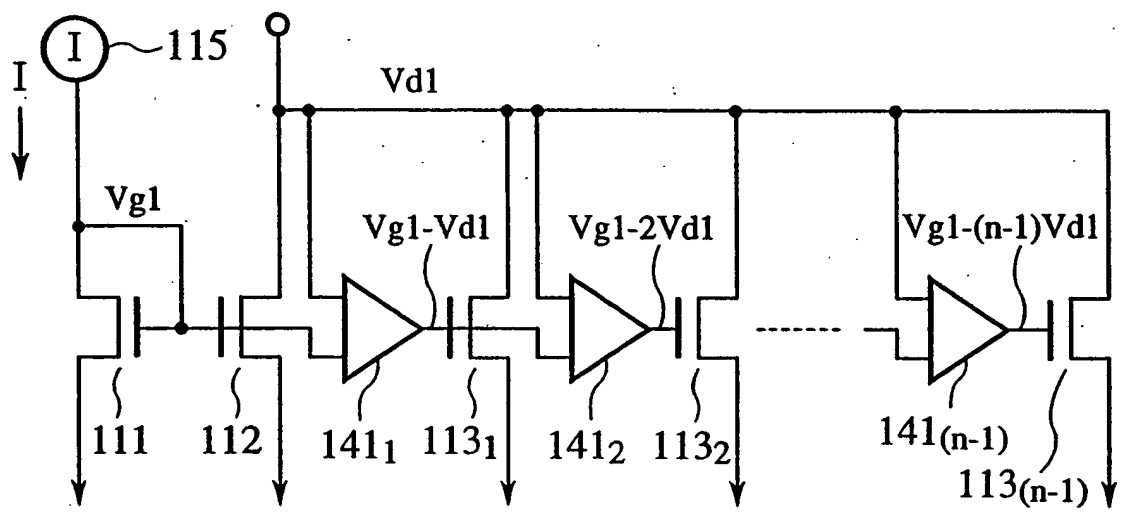 I
115
I
Vd1
Vg1
Vg1-Vd1
Vg1-2Vd1
Vg1-(n-1)Vd1
111
112
141₁
113₁
141₂
113₂
141(n-1)
113(n-1)